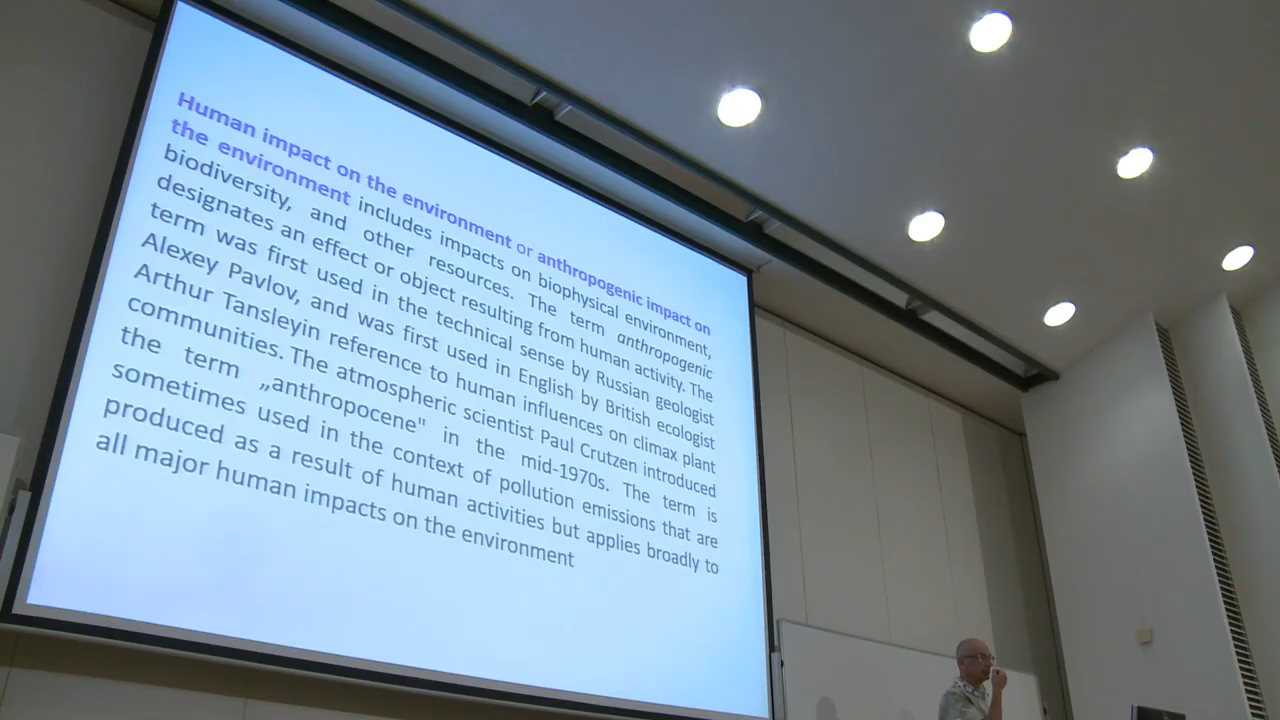 Human impact on the environment or anthropogenic impact on
the environment includes impacts on biophysical environment,
biodiversity, and other resources. The term anthropogenic
designates an effect or object resulting from human activity. The
term was first used in the technical sense by Russian geologist
Alexey Pavlov, and was first used in English by British ecologist
Arthur Tansleyin reference to human influences on climax plant
communities. The atmospheric scientist Paul Crutzen introduced
the term „anthropocene" in the mid-1970s. The term is
sometimes used in the context of pollution emissions that are
produced as a result of human activities but applies broadly to
all major human impacts on the environment